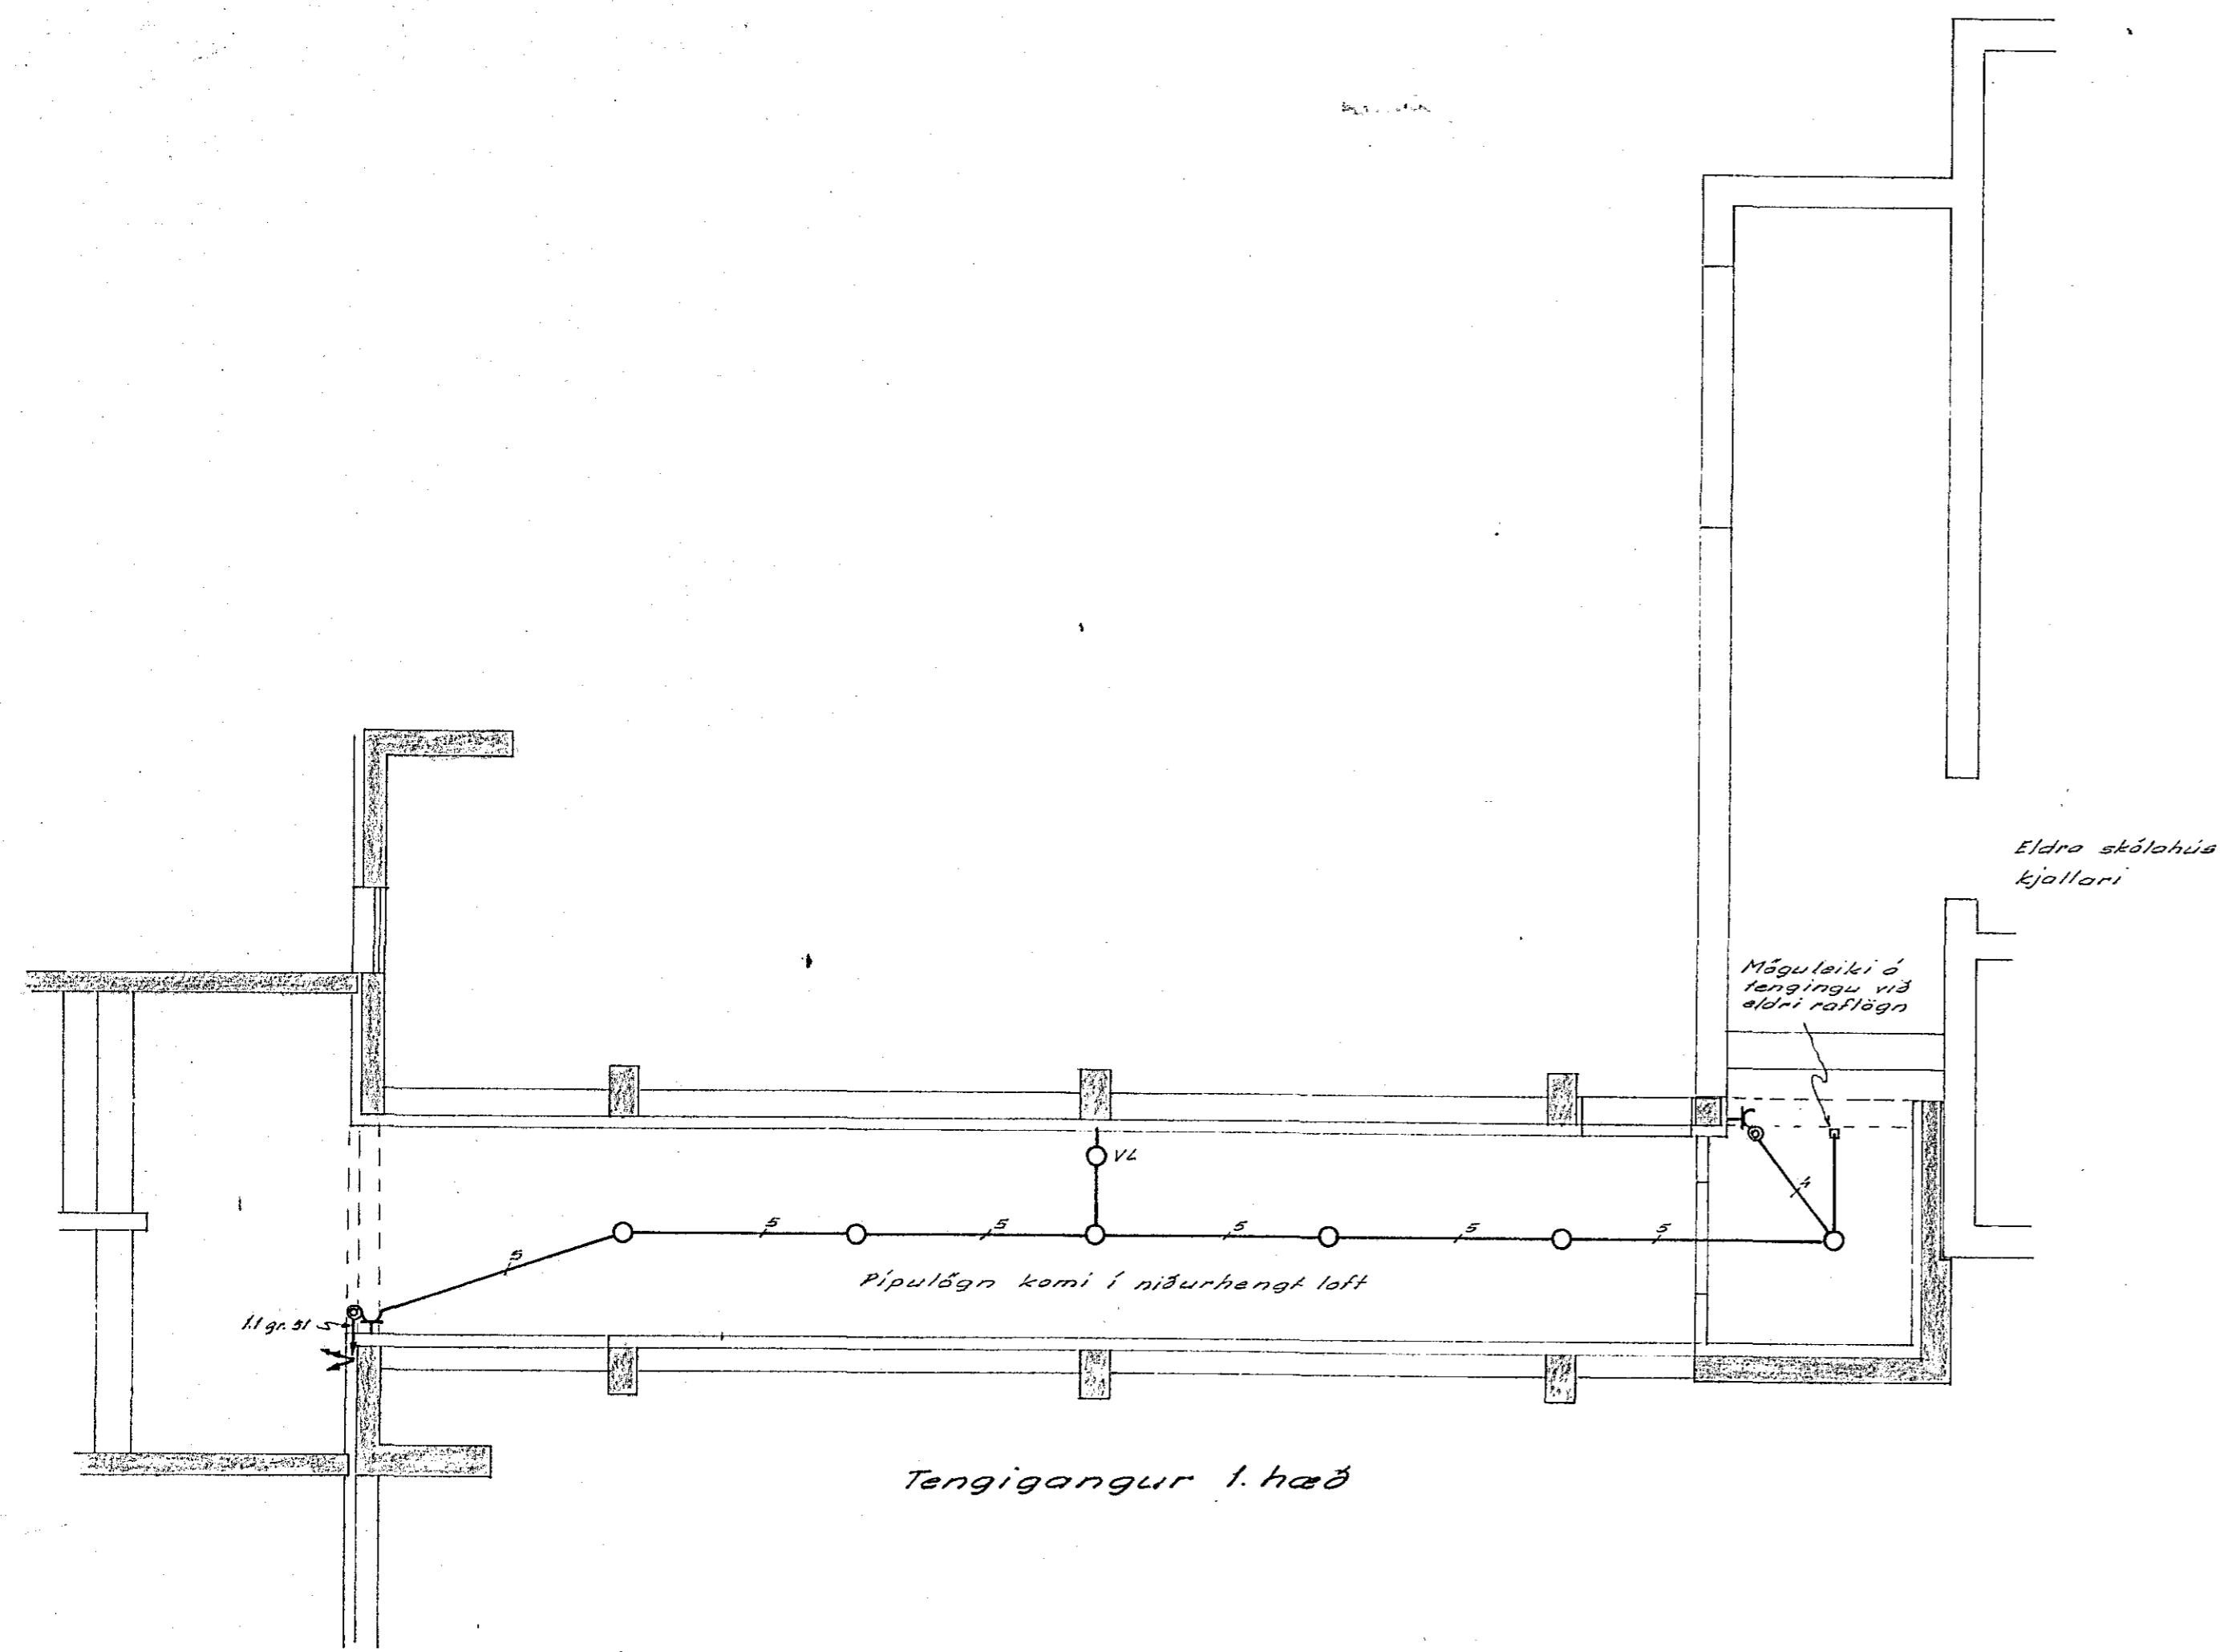 Eldra skólahús
kjallari
Möguleiki á
tengingu við
eldri raflögn
VL
5
5
5
5
5
5
4
Pípulögn komi í niðurhengt loft
1.1 gr. 51 5
Tengigangur 1. hæð